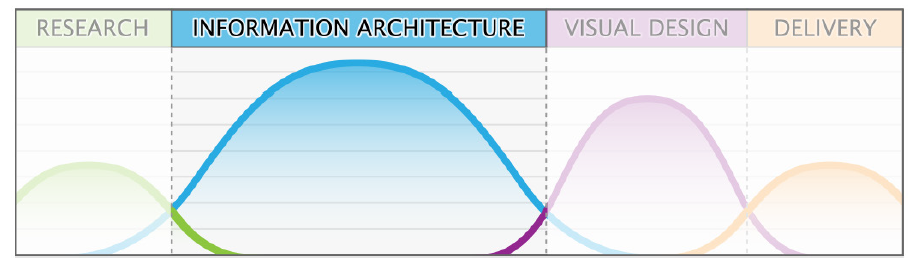 RESEARCH INFORMATION ARCHITECTURE VISUAL DESIGN DELIVERY